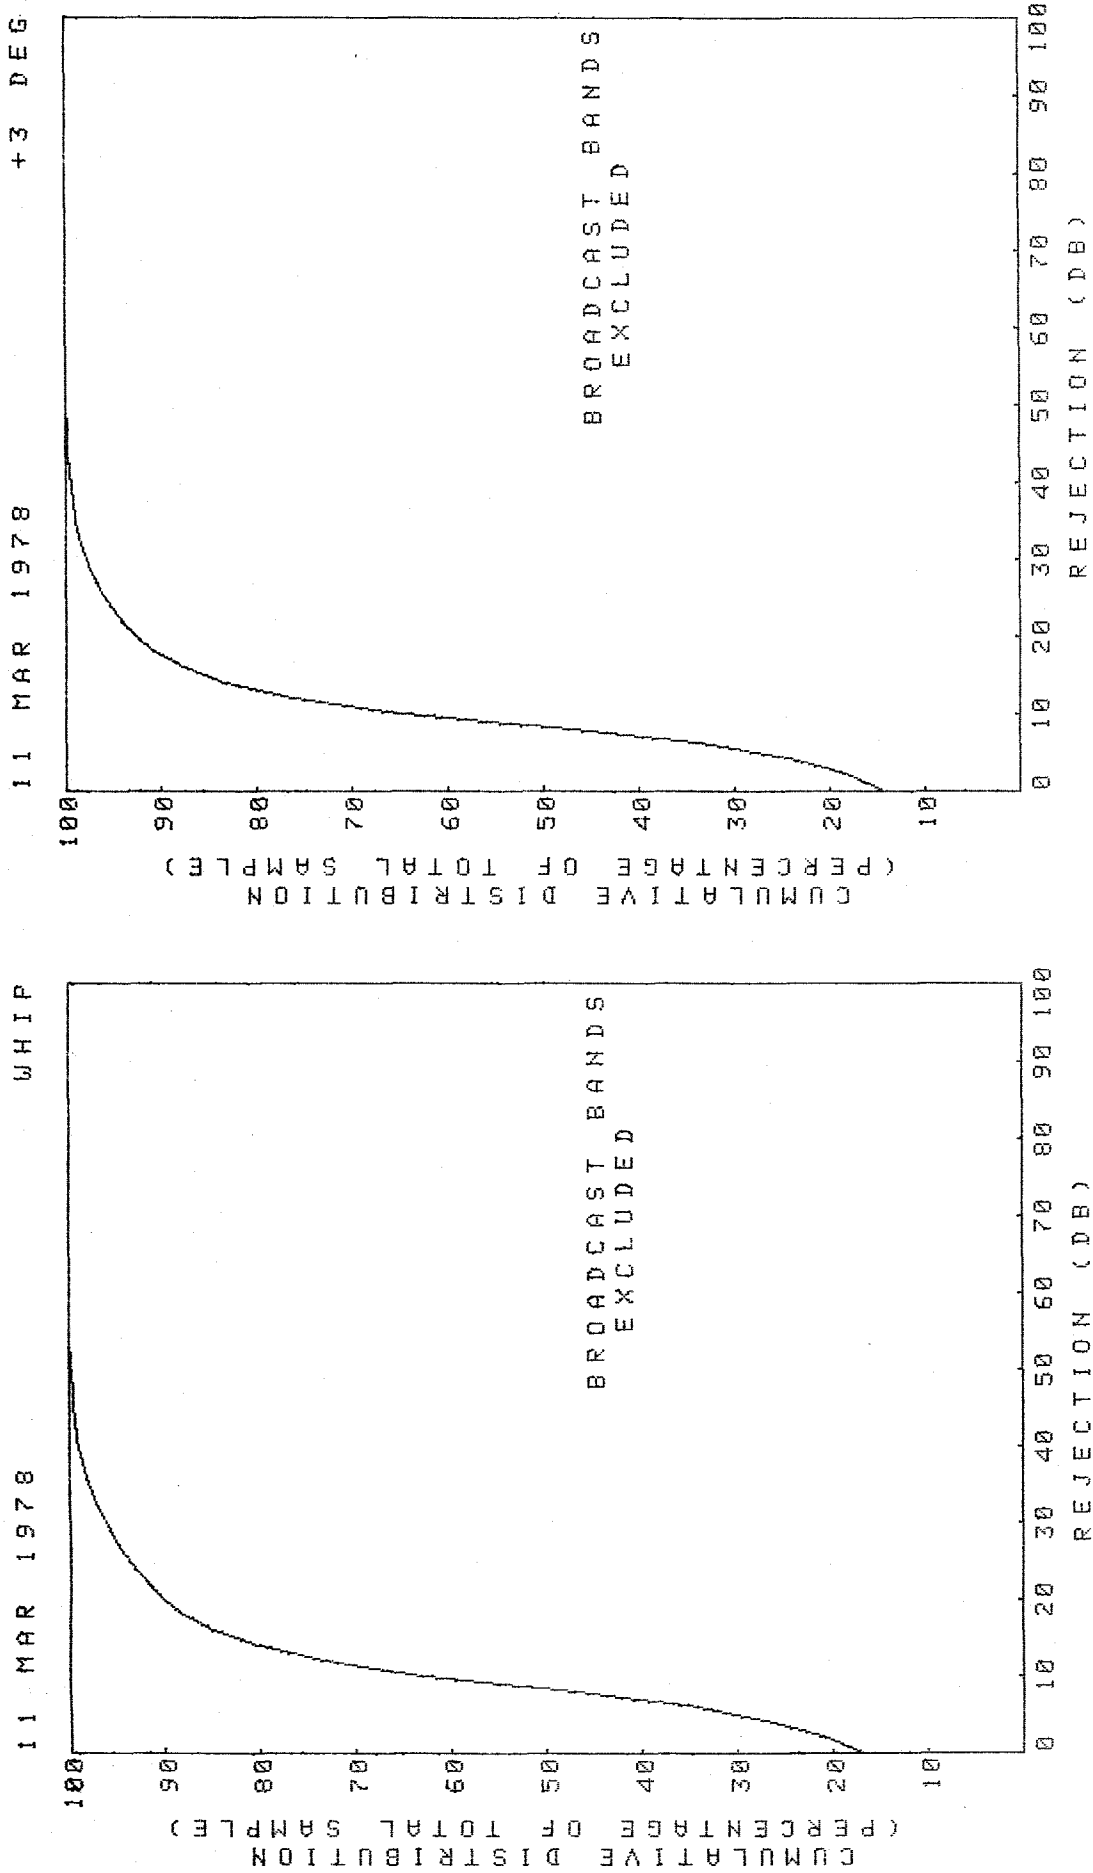 11 MAR 1978 WHIP
CUMULATIVE DISTRIBUTION
(PERCENTAGE OF TOTAL SAMPLE)
100
90
80
70
60
50
40
30
20
10
BROADCAST BANDS
EXCLUDED
0 10 20 30 40 50 60 70 80 90 100
REJECTION (DB)
11 MAR 1978 +3 DEG
CUMULATIVE DISTRIBUTION
(PERCENTAGE OF TOTAL SAMPLE)
100
90
80
70
60
50
40
30
20
10
BROADCAST BANDS
EXCLUDED
0 10 20 30 40 50 60 70 80 90 100
REJECTION (DB)